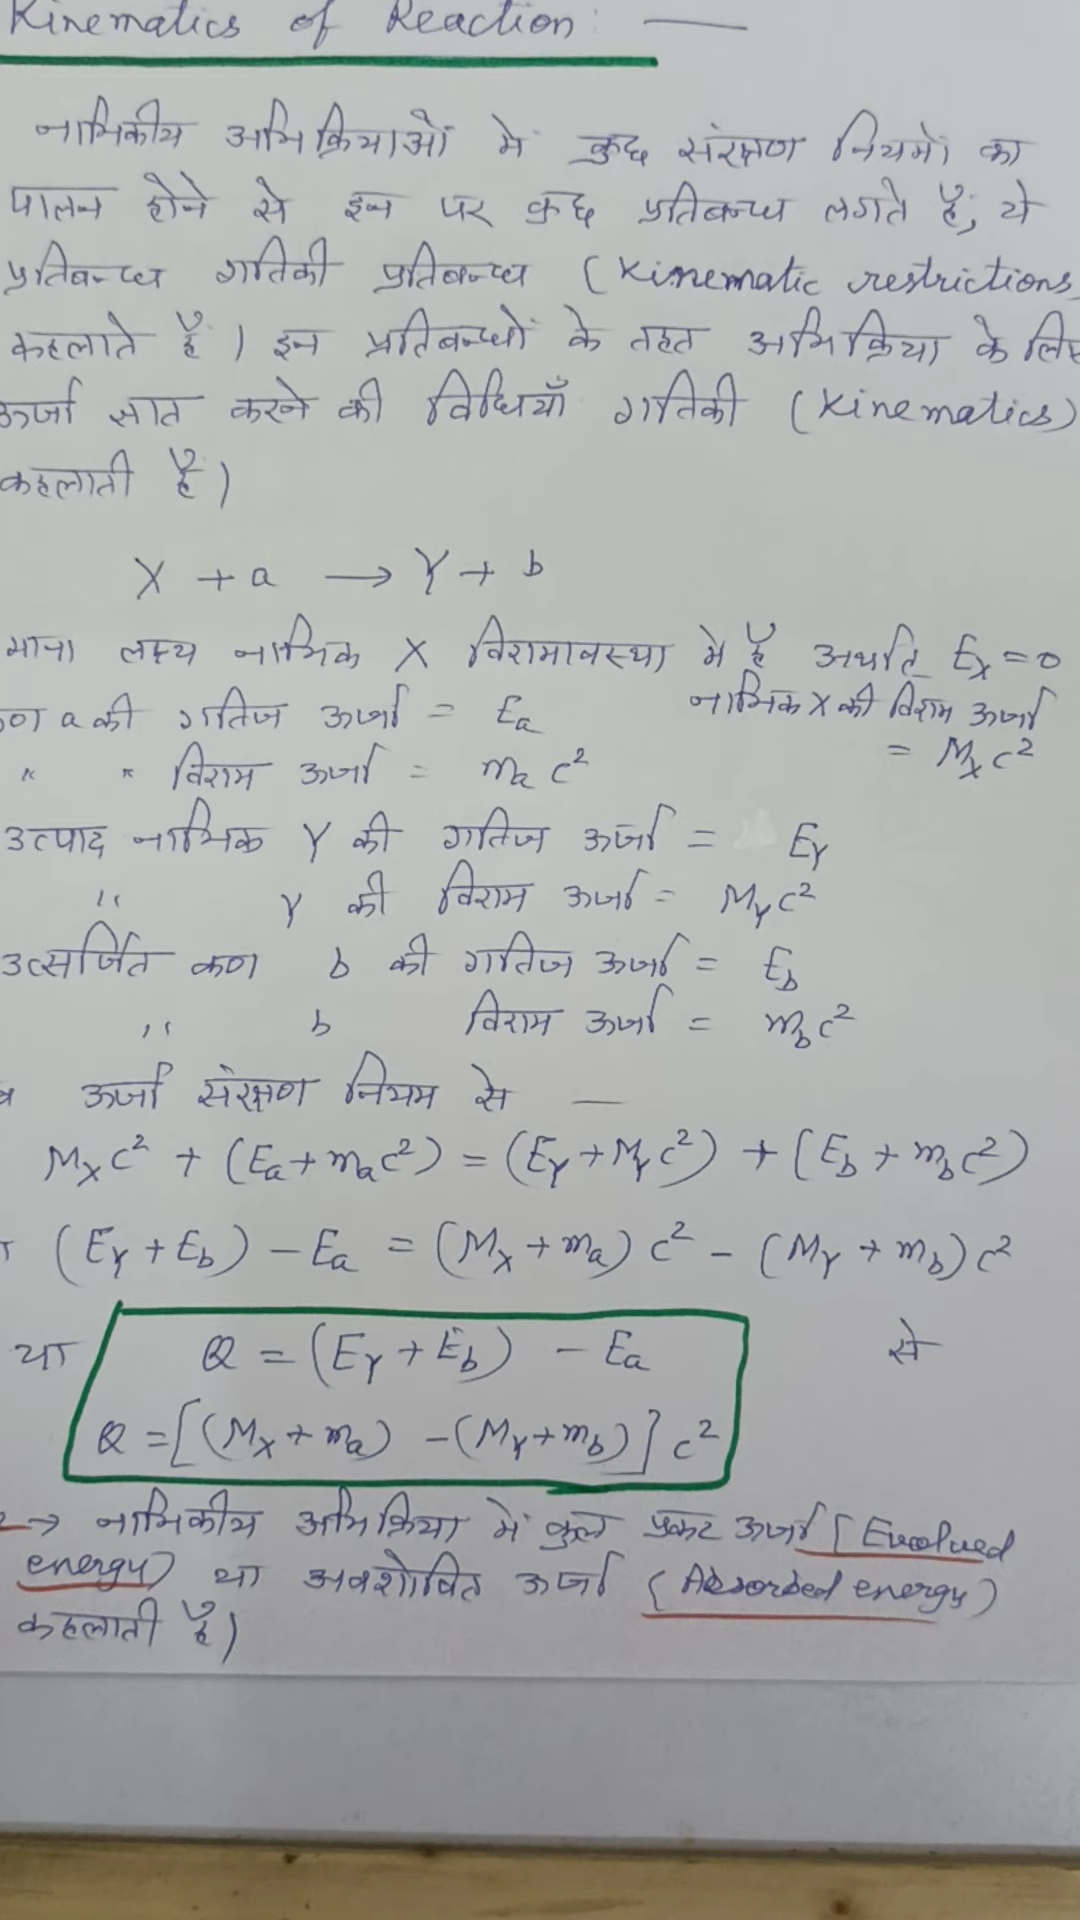 Kinematics of Reaction : —
नाभिकीय अभिक्रियाओं में कुछ संरक्षण नियमों का
पालन होने से इन पर कुछ प्रतिबन्ध लगते हैं, ये
प्रतिबन्ध गतिकी प्रतिबन्ध (Kinematic restrictions
कहलाते हैं। इन प्रतिबन्धों के तहत अभिक्रिया के लिए
ऊर्जा ज्ञात करने की विधियाँ गतिकी (Kinematics)
कहलाती हैं।
X + a → Y + b
माना लक्ष्य नाभिक X विरामावस्था में है अर्थात E_X = 0
कण a की गतिज ऊर्जा = E_a नाभिक X की विराम ऊर्जा
" " विराम ऊर्जा = m_a c² = M_X c²
उत्पाद नाभिक Y की गतिज ऊर्जा = E_Y
" Y की विराम ऊर्जा = M_Y c²
उत्सर्जित कण b की गतिज ऊर्जा = E_b
" b विराम ऊर्जा = m_b c²
ऊर्जा संरक्षण नियम से —
M_X c² + (E_a + m_a c²) = (E_Y + M_Y c²) + (E_b + m_b c²)
(E_Y + E_b) - E_a = (M_X + m_a) c² - (M_Y + m_b) c²
या Q = (E_Y + E_b) - E_a से
Q = [(M_X + m_a) - (M_Y + m_b)] c²
→ नाभिकीय अभिक्रिया में कुल प्रकट ऊर्जा (Evolved
energy) या अवशोषित ऊर्जा (Absorbed energy)
कहलाती है।